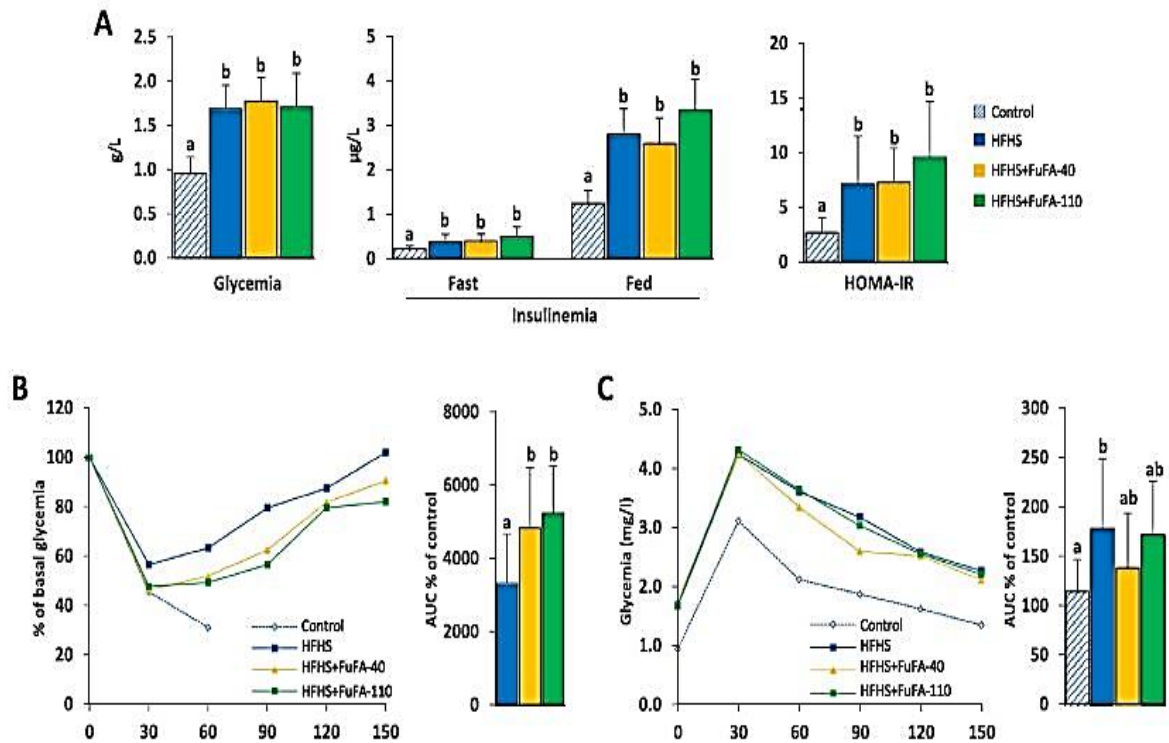 A
2.5
2.0
1.5
1.0
0.5
0.0
g/L
a
b
b
b
Glycemia
5
4
3
2
1
0
µg/L
a
b
b
b
a
b
b
b
Fast
Fed
Insulinemia
20
15
10
5
0
a
b
b
b
HOMA-IR
Control
HFHS
HFHS+FuFA-40
HFHS+FuFA-110
B
120
100
80
60
40
20
0
% of basal glycemia
0 30 60 90 120 150
Control
HFHS
HFHS+FuFA-40
HFHS+FuFA-110
8000
6000
4000
2000
0
AUC % of control
a
b
b
C
5.0
4.0
3.0
2.0
1.0
0.0
Glycemia (mg/l)
0 30 60 90 120 150
Control
HFHS
HFHS+FuFA-40
HFHS+FuFA-110
300
250
200
150
100
50
0
AUC % of control
a
b
ab
ab